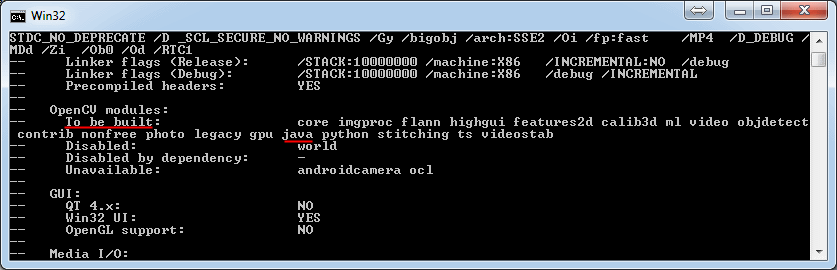 Win32
STDC_NO_DEPRECATE /D _SCL_SECURE_NO_WARNINGS /Gy /bigobj /arch:SSE2 /Oi /fp:fast /MP4 /D_DEBUG /
MDd /Zi /Ob0 /Od /RTC1
-- Linker flags (Release): /STACK:10000000 /machine:X86 /INCREMENTAL:NO /debug
-- Linker flags (Debug): /STACK:10000000 /machine:X86 /debug /INCREMENTAL
-- Precompiled headers: YES
--
-- OpenCV modules:
-- To be built: core imgproc flann highgui features2d calib3d ml video objdetect
contrib nonfree photo legacy gpu java python stitching ts videostab
-- Disabled: world
-- Disabled by dependency: -
-- Unavailable: androidcamera ocl
--
-- GUI:
-- QT 4.x: NO
-- Win32 UI: YES
-- OpenGL support: NO
--
-- Media I/O: